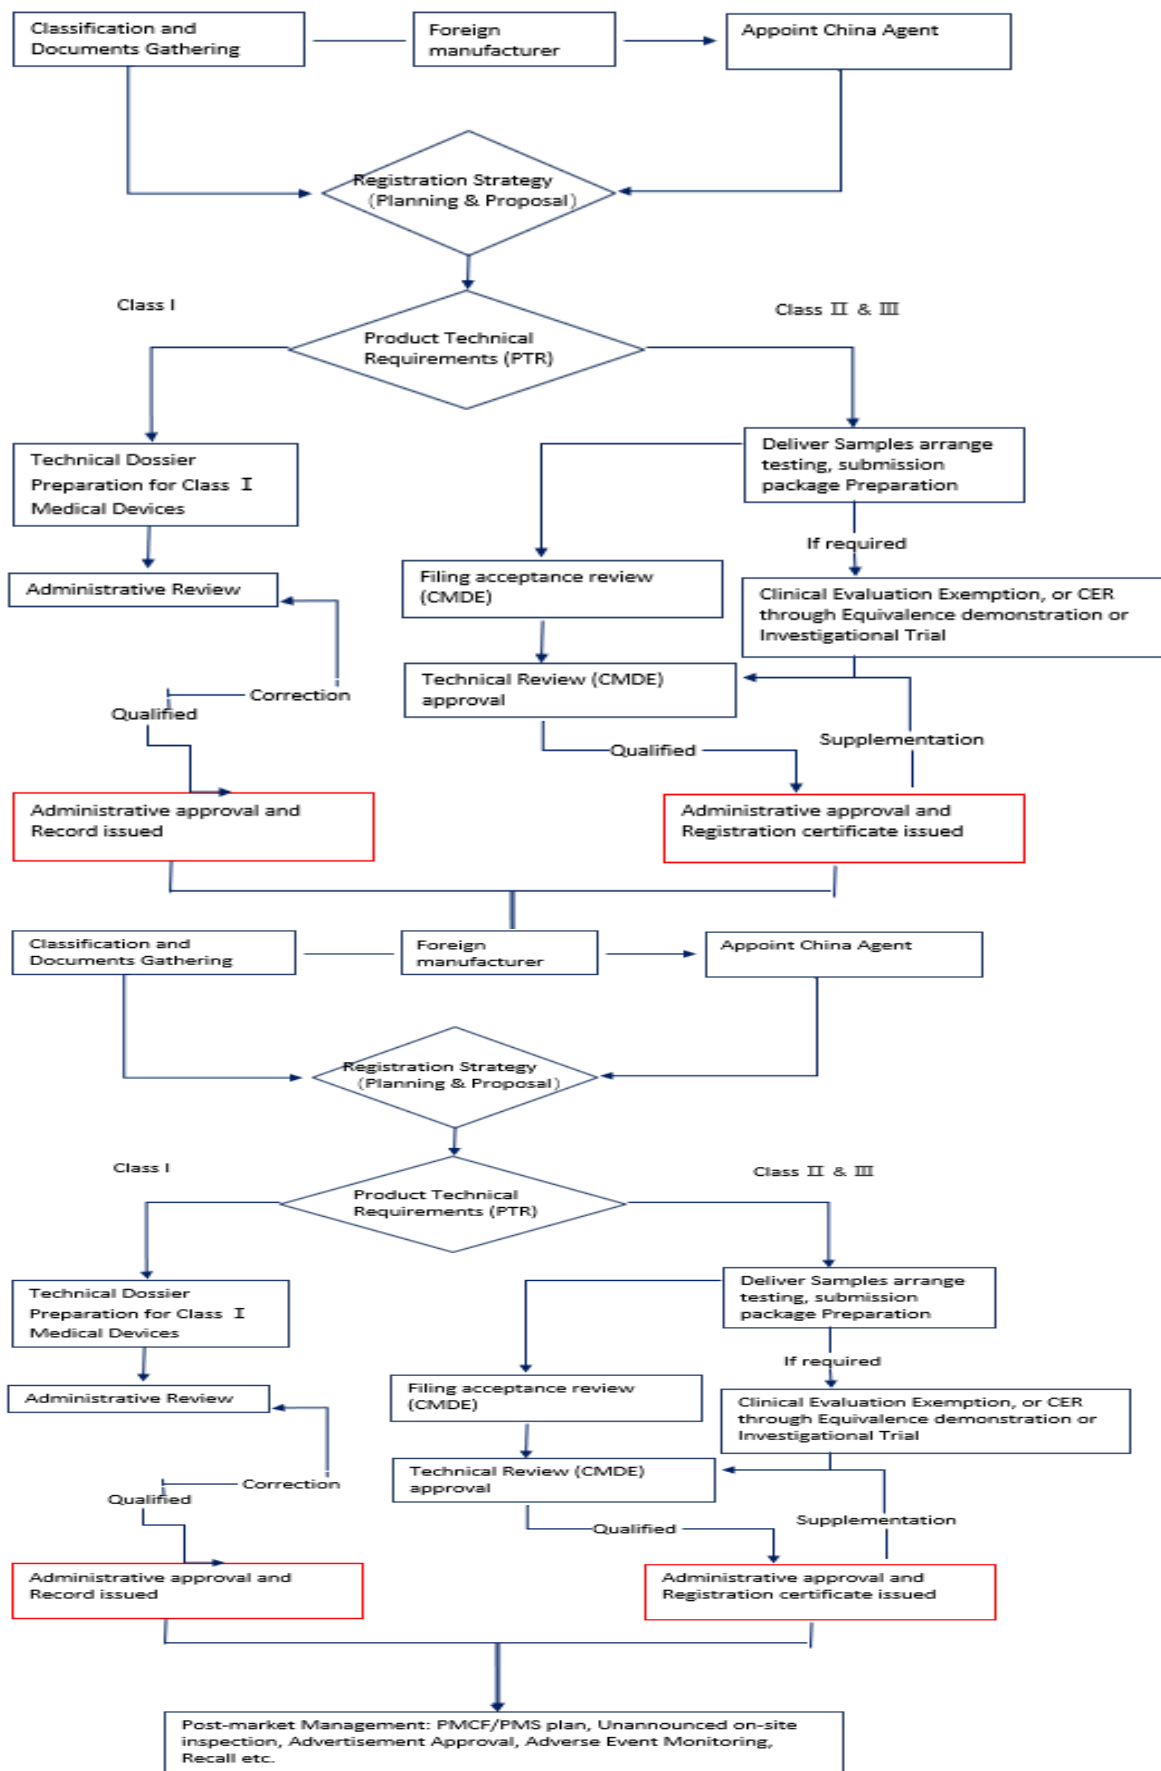 Classification and
Documents Gathering
Foreign
manufacturer
Appoint China Agent
Registration Strategy
(Planning & Proposal)
Class I
Class Ⅱ & Ⅲ
Product Technical
Requirements (PTR)
Technical Dossier
Preparation for Class Ⅰ
Medical Devices
Deliver Samples arrange
testing, submission
package Preparation
If required
Administrative Review
Filing acceptance review
(CMDE)
Clinical Evaluation Exemption, or CER
through Equivalence demonstration or
Investigational Trial
Technical Review (CMDE)
approval
Correction
Qualified
Qualified
Supplementation
Administrative approval and
Record issued
Administrative approval and
Registration certificate issued
Classification and
Documents Gathering
Foreign
manufacturer
Appoint China Agent
Registration Strategy
(Planning & Proposal)
Class I
Class Ⅱ & Ⅲ
Product Technical
Requirements (PTR)
Technical Dossier
Preparation for Class Ⅰ
Medical Devices
Deliver Samples arrange
testing, submission
package Preparation
If required
Administrative Review
Filing acceptance review
(CMDE)
Clinical Evaluation Exemption, or CER
through Equivalence demonstration or
Investigational Trial
Technical Review (CMDE)
approval
Correction
Qualified
Qualified
Supplementation
Administrative approval and
Record issued
Administrative approval and
Registration certificate issued
Post-market Management: PMCF/PMS plan, Unannounced on-site
inspection, Advertisement Approval, Adverse Event Monitoring,
Recall etc.